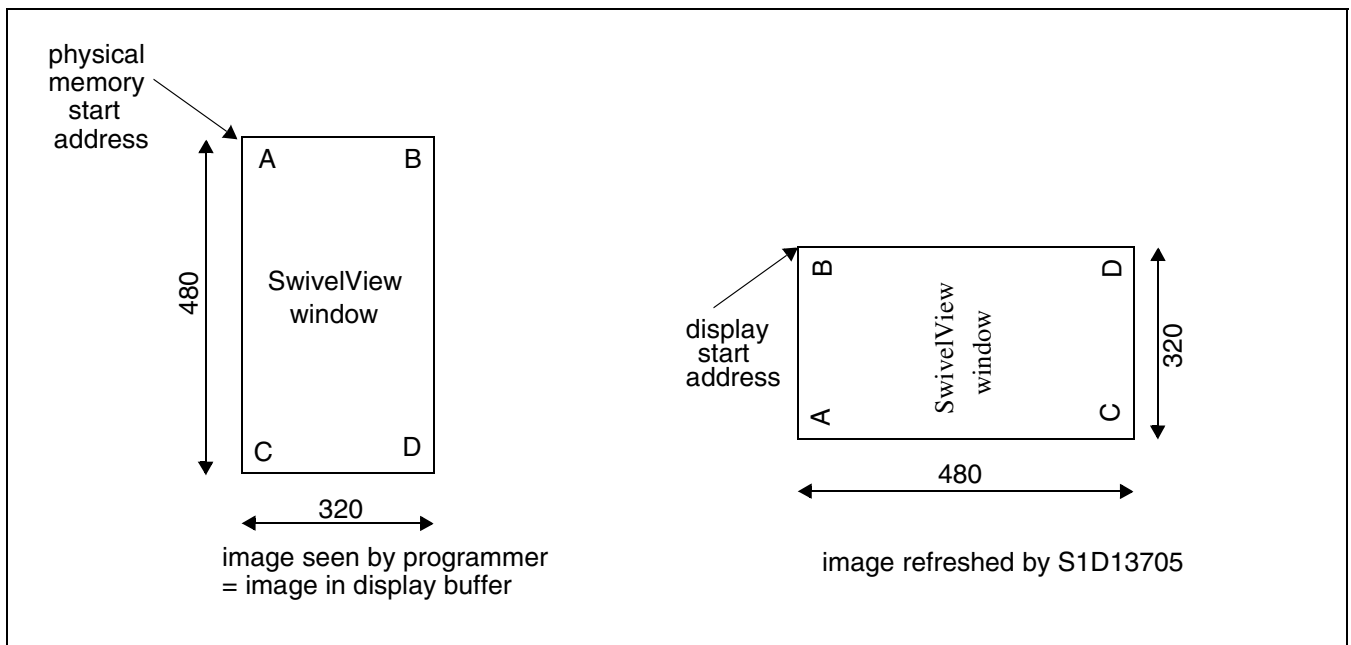 physical
memory
start
address
A B
480
SwivelView
window
C D
320
image seen by programmer
= image in display buffer
display
start
address
B D
SwivelView
window
320
A C
480
image refreshed by S1D13705